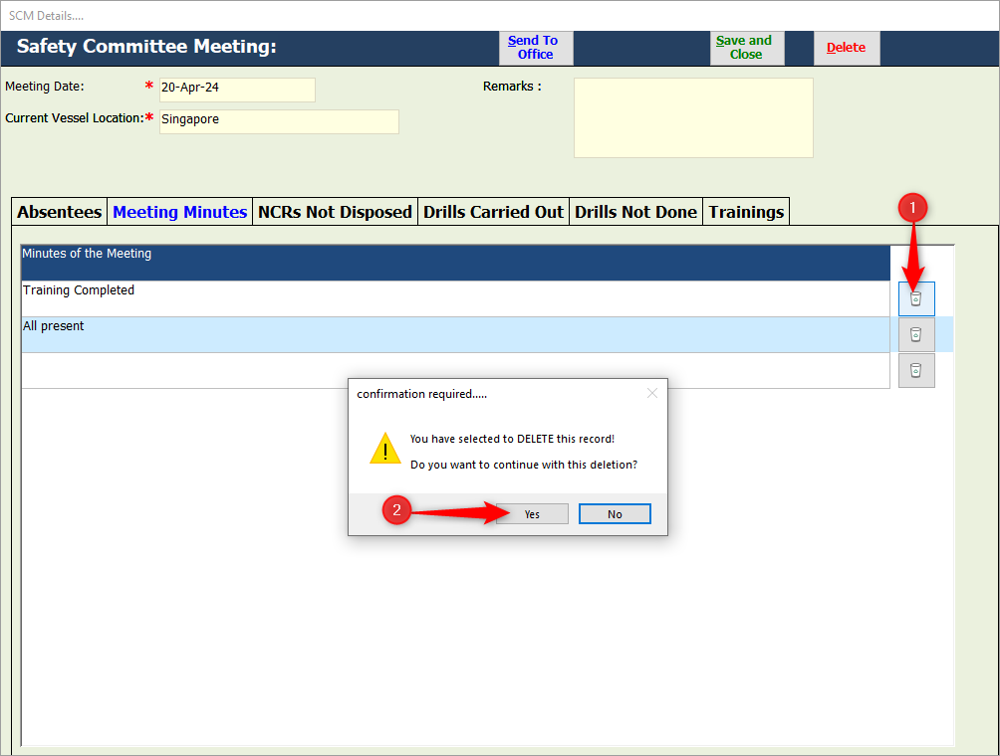 SCM Details....
Safety Committee Meeting:
Send To
Office
Save and
Close
Delete
Meeting Date: * 20-Apr-24
Remarks :
Current Vessel Location:* Singapore
Absentees Meeting Minutes NCRs Not Disposed Drills Carried Out Drills Not Done Trainings
1
Minutes of the Meeting
Training Completed
All present
confirmation required.....
You have selected to DELETE this record!
Do you want to continue with this deletion?
2 Yes No